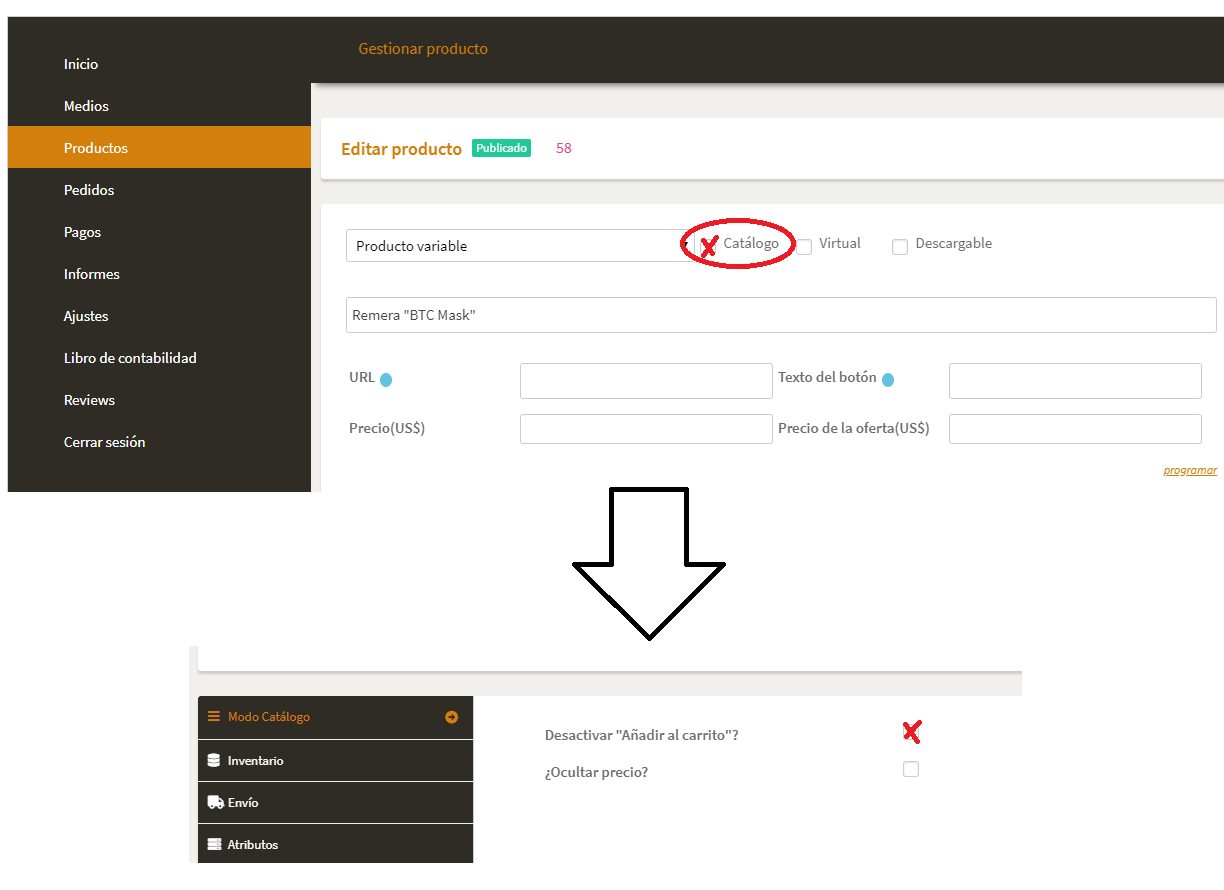 Gestionar producto
Inicio
Medios
Productos
Pedidos
Pagos
Informes
Ajustes
Libro de contabilidad
Reviews
Cerrar sesión
Editar producto Publicado 58
Producto variable Catálogo Virtual Descargable
Remera "BTC Mask"
URL Texto del botón
Precio(US$) Precio de la oferta(US$)
programar
Modo Catálogo
Inventario
Envío
Atributos
Desactivar "Añadir al carrito"?
¿Ocultar precio?